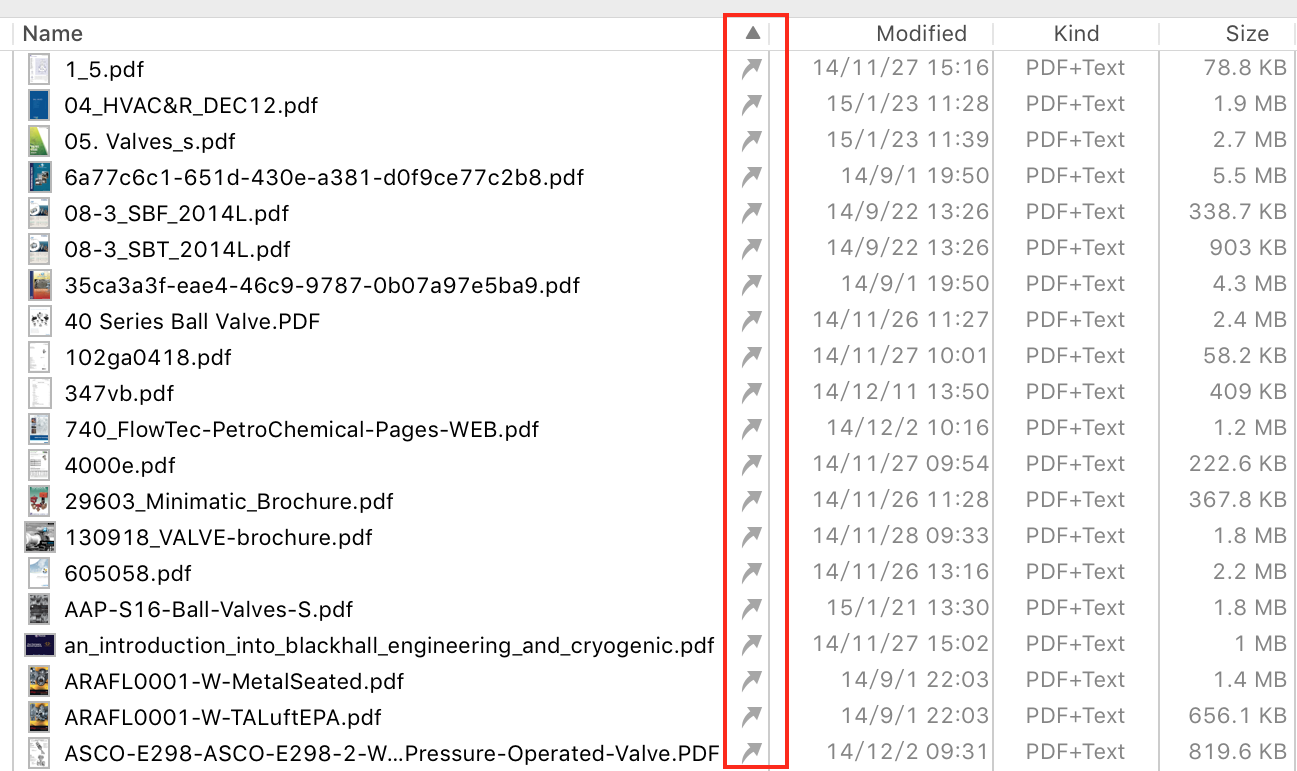 Name Modified Kind Size
1_5.pdf 14/11/27 15:16 PDF+Text 78.8 KB
04_HVAC&R_DEC12.pdf 15/1/23 11:28 PDF+Text 1.9 MB
05. Valves_s.pdf 15/1/23 11:39 PDF+Text 2.7 MB
6a77c6c1-651d-430e-a381-d0f9ce77c2b8.pdf 14/9/1 19:50 PDF+Text 5.5 MB
08-3_SBF_2014L.pdf 14/9/22 13:26 PDF+Text 338.7 KB
08-3_SBT_2014L.pdf 14/9/22 13:26 PDF+Text 903 KB
35ca3a3f-eae4-46c9-9787-0b07a97e5ba9.pdf 14/9/1 19:50 PDF+Text 4.3 MB
40 Series Ball Valve.PDF 14/11/26 11:27 PDF+Text 2.4 MB
102ga0418.pdf 14/11/27 10:01 PDF+Text 58.2 KB
347vb.pdf 14/12/11 13:50 PDF+Text 409 KB
740_FlowTec-PetroChemical-Pages-WEB.pdf 14/12/2 10:16 PDF+Text 1.2 MB
4000e.pdf 14/11/27 09:54 PDF+Text 222.6 KB
29603_Minimatic_Brochure.pdf 14/11/26 11:28 PDF+Text 367.8 KB
130918_VALVE-brochure.pdf 14/11/28 09:33 PDF+Text 1.8 MB
605058.pdf 14/11/26 13:16 PDF+Text 2.2 MB
AAP-S16-Ball-Valves-S.pdf 15/1/21 13:30 PDF+Text 1.8 MB
an_introduction_into_blackhall_engineering_and_cryogenic.pdf 14/11/27 15:02 PDF+Text 1 MB
ARAFL0001-W-MetalSeated.pdf 14/9/1 22:03 PDF+Text 1.4 MB
ARAFL0001-W-TALuftEPA.pdf 14/9/1 22:03 PDF+Text 656.1 KB
ASCO-E298-ASCO-E298-2-W...Pressure-Operated-Valve.PDF 14/12/2 09:31 PDF+Text 819.6 KB